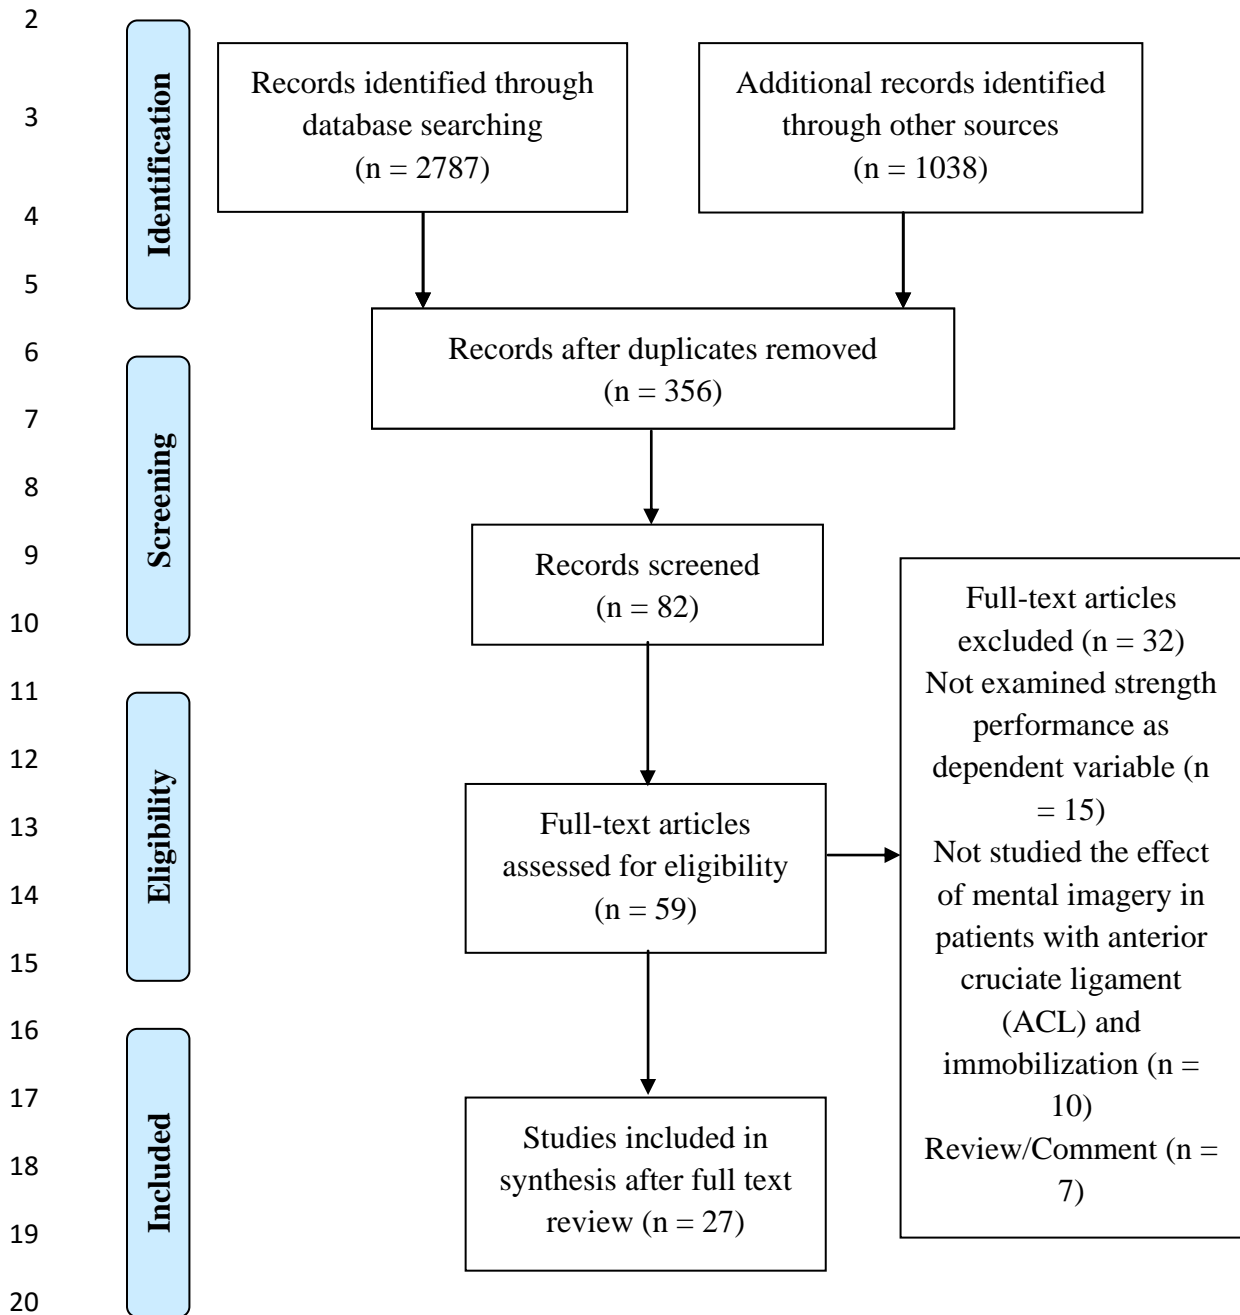 2
3
4
5
6
7
8
9
10
11
12
13
14
15
16
17
18
19
20
Identification
Records identified through
database searching
(n = 2787)
Additional records identified
through other sources
(n = 1038)
Records after duplicates removed
(n = 356)
Screening
Records screened
(n = 82)
Eligibility
Full-text articles
assessed for eligibility
(n = 59)
Full-text articles
excluded (n = 32)
Not examined strength
performance as
dependent variable (n
= 15)
Not studied the effect
of mental imagery in
patients with anterior
cruciate ligament
(ACL) and
immobilization (n =
10)
Review/Comment (n =
7)
Included
Studies included in
synthesis after full text
review (n = 27)